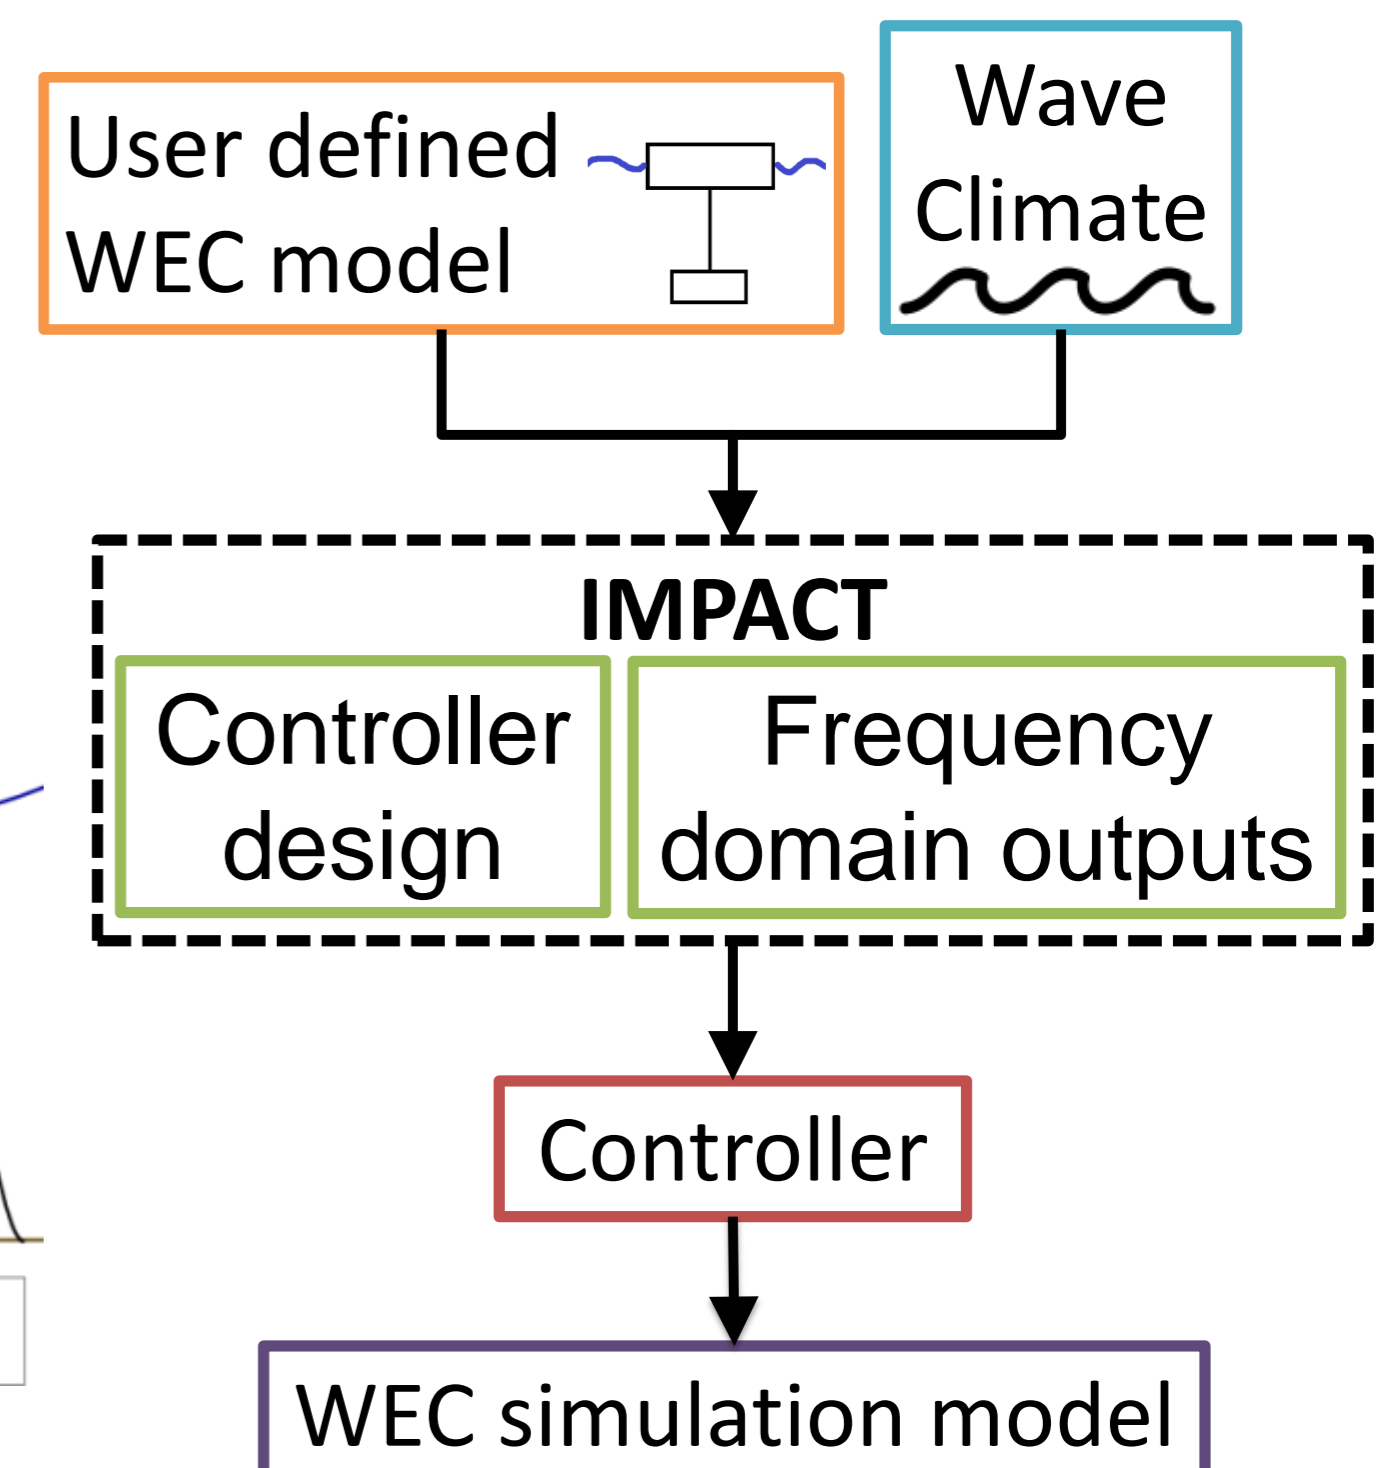 User defined
WEC model
Wave
Climate
IMPACT
Controller
design
Frequency
domain outputs
Controller
WEC simulation model